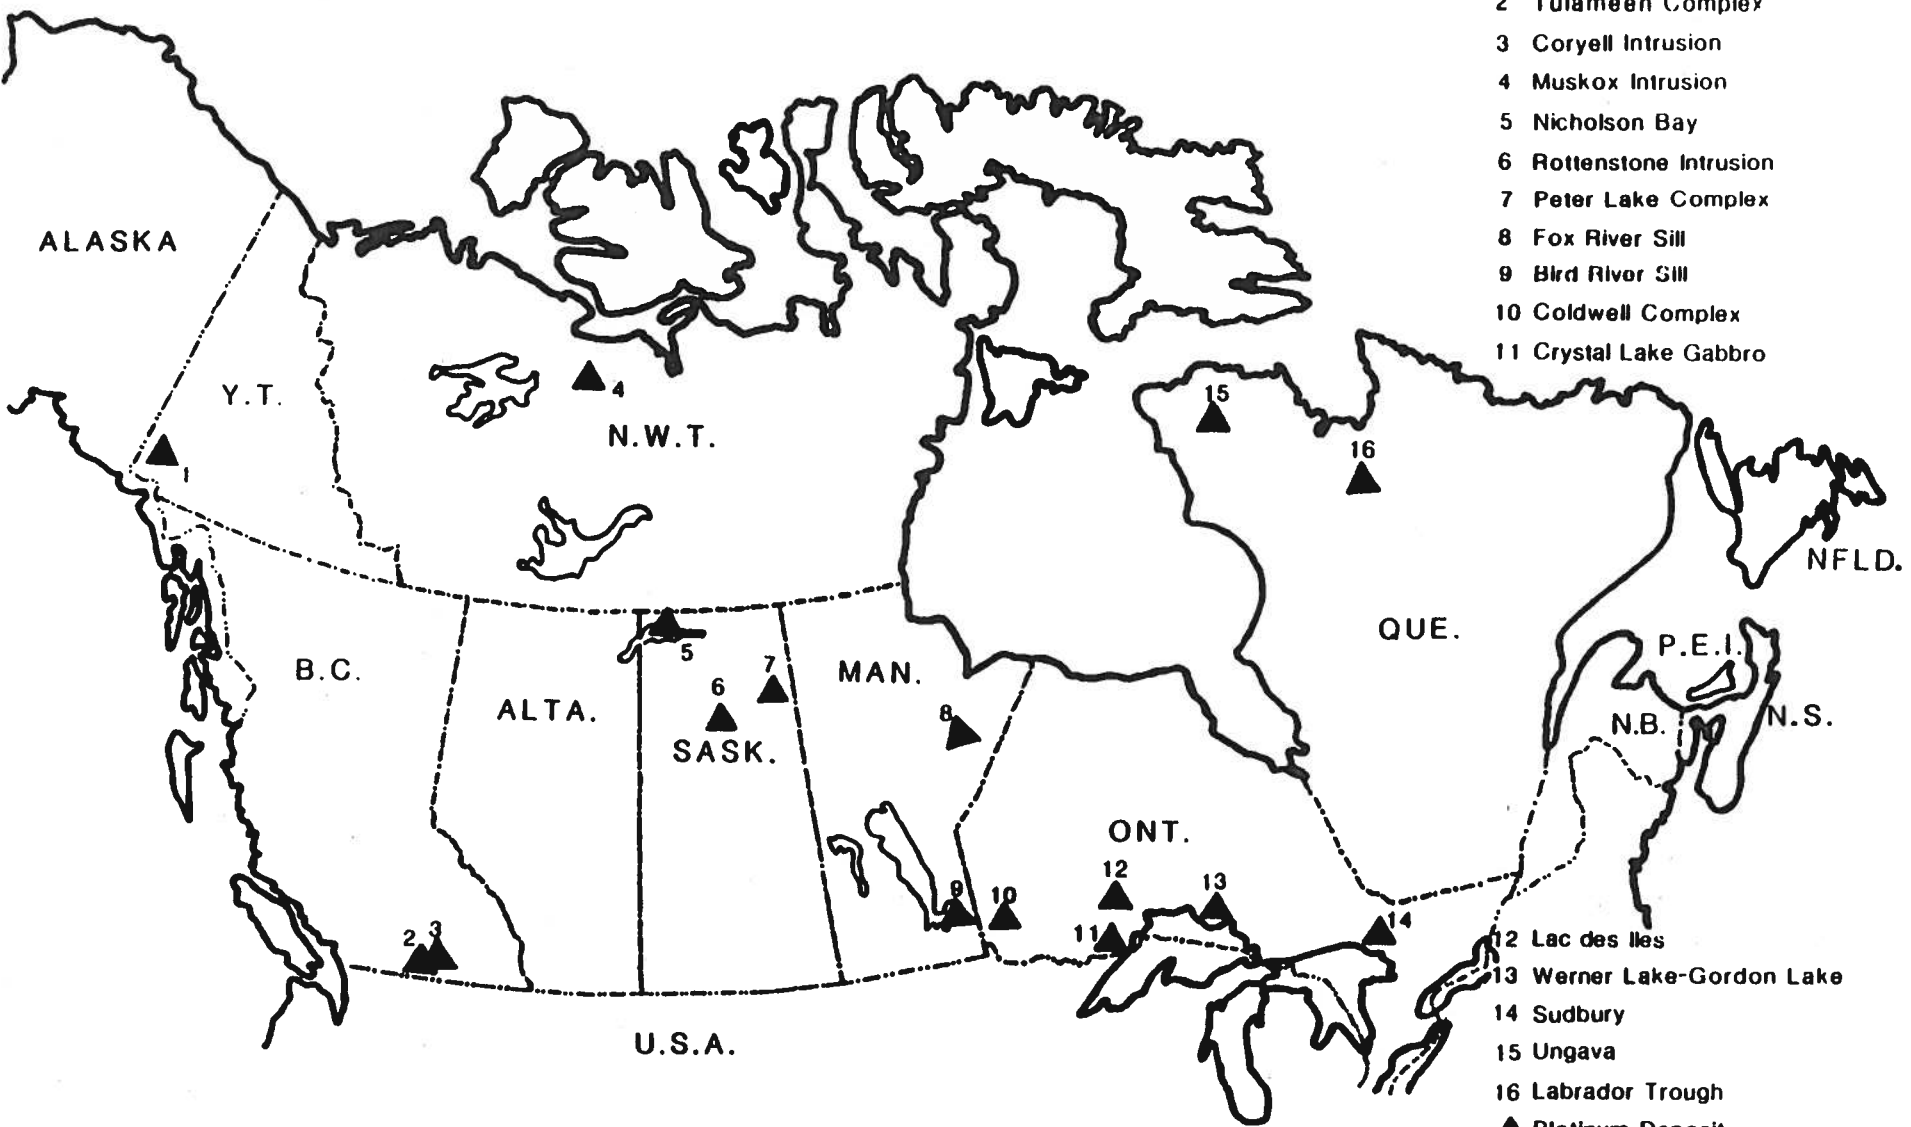 2 Tulameen Complex
3 Coryell Intrusion
4 Muskox Intrusion
5 Nicholson Bay
6 Rottenstone Intrusion
7 Peter Lake Complex
8 Fox River Sill
9 Bird River Sill
10 Coldwell Complex
11 Crystal Lake Gabbro
ALASKA
Y.T.
4
N.W.T.
15
16
1
NFLD.
B.C.
ALTA.
5
6
7
SASK.
MAN.
8
QUE.
P.E.I.
N.B.
N.S.
ONT.
12
13
9
10
2
3
11
14
U.S.A.
12 Lac des Iles
13 Werner Lake-Gordon Lake
14 Sudbury
15 Ungava
16 Labrador Trough
Platinum Deposit